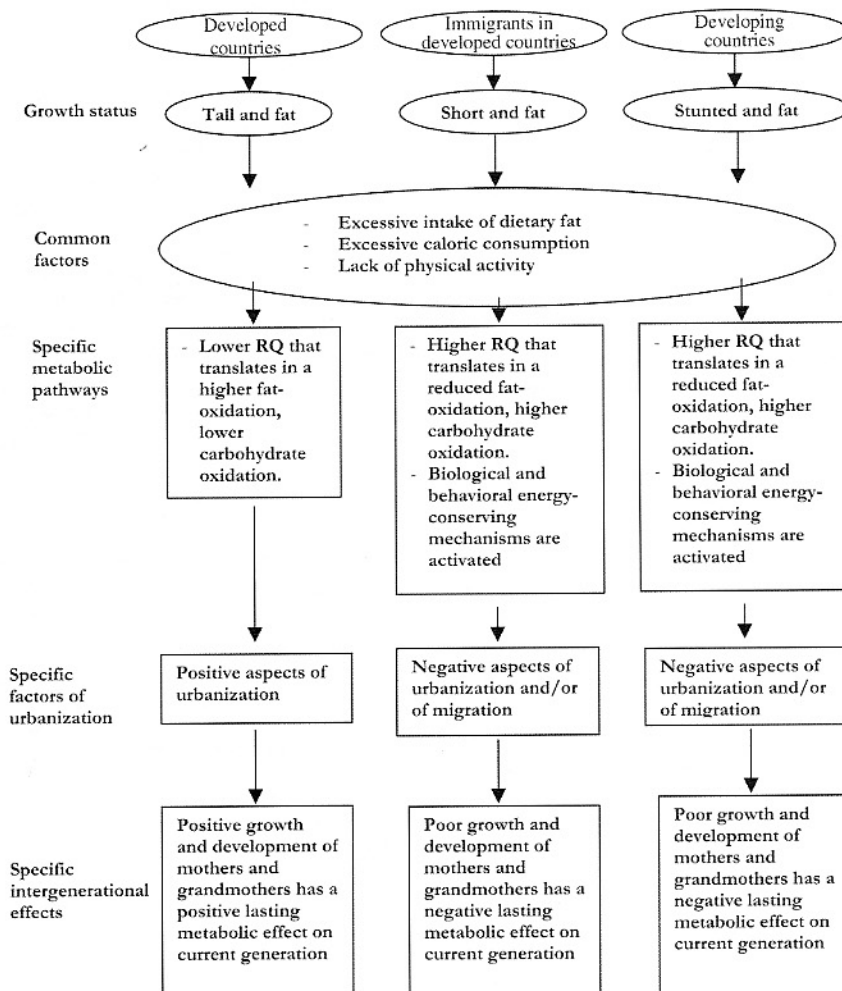 Developed
countries
Immigrants in
developed countries
Developing
countries
Growth status
Tall and fat
Short and fat
Stunted and fat
Common
factors
- Excessive intake of dietary fat
- Excessive caloric consumption
- Lack of physical activity
Specific
metabolic
pathways
- Lower RQ that
translates in a
higher fat-
oxidation,
lower
carbohydrate
oxidation.
- Higher RQ that
translates in a
reduced fat-
oxidation, higher
carbohydrate
oxidation.
- Biological and
behavioral energy-
conserving
mechanisms are
activated
- Higher RQ that
translates in a
reduced fat-
oxidation, higher
carbohydrate
oxidation.
- Biological and
behavioral energy-
conserving
mechanisms are
activated
Specific
factors of
urbanization
Positive aspects of
urbanization
Negative aspects of
urbanization and/or
of migration
Negative aspects of
urbanization and/or
of migration
Specific
intergenerational
effects
Positive growth
and development of
mothers and
grandmothers has a
positive lasting
metabolic effect on
current generation
Poor growth and
development of
mothers and
grandmothers has a
negative lasting
metabolic effect on
current generation
Poor growth and
development of
mothers and
grandmothers has a
negative lasting
metabolic effect on
current generation